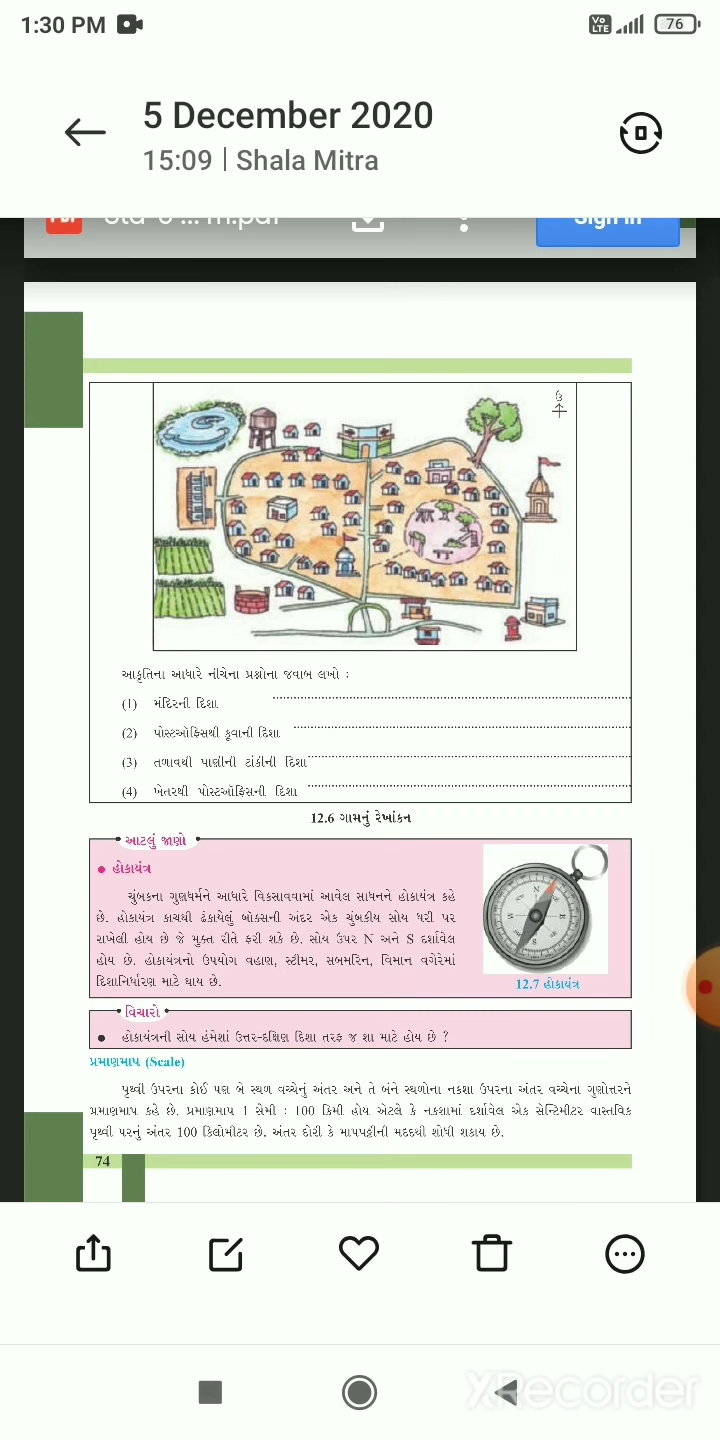 1:30 PM
Vo LTE 76
5 December 2020
15:09 | Shala Mitra
Sign in
ઉ
આકૃતિના આધારે નીચેના પ્રશ્નોના જવાબ લખો :
(1) મંદિરની દિશા
(2) પોસ્ટઑફિસથી કૂવાની દિશા
(3) તળાવથી પાણીની ટાંકીની દિશા
(4) ખેતરથી પોસ્ટઑફિસની દિશા
12.6 ગામનું રેખાંકન
આટલું જાણો
● હોકાયંત્ર
ચુંબકના ગુણધર્મને આધારે વિકસાવવામાં આવેલ સાધનને હોકાયંત્ર કહે
છે. હોકાયંત્ર કાચથી ઢંકાયેલું બૉક્સની અંદર એક ચુંબકીય સોય ધરી પર
રાખેલી હોય છે જે મુક્ત રીતે ફરી શકે છે. સોય ઉપર N અને S દર્શાવેલ
હોય છે. હોકાયંત્રનો ઉપયોગ વહાણ, સ્ટીમર, સબમરિન, વિમાન વગેરેમાં
દિશાનિર્ધારણ માટે થાય છે.
12.7 હોકાયંત્ર
વિચારો
● હોકાયંત્રની સોય હંમેશાં ઉત્તર-દક્ષિણ દિશા તરફ જ શા માટે હોય છે ?
પ્રમાણમાપ (Scale)
પૃથ્વી ઉપરના કોઈ પણ બે સ્થળ વચ્ચેનું અંતર અને તે બંને સ્થળોના નકશા ઉપરના અંતર વચ્ચેના ગુણોત્તરને
પ્રમાણમાપ કહે છે. પ્રમાણમાપ 1 સેમી : 100 કિમી હોય એટલે કે નકશામાં દર્શાવેલ એક સેન્ટિમીટર વાસ્તવિક
પૃથ્વી પરનું અંતર 100 કિલોમીટર છે. અંતર દોરી કે માપપટ્ટીની મદદથી શોધી શકાય છે.
74
XRecorder